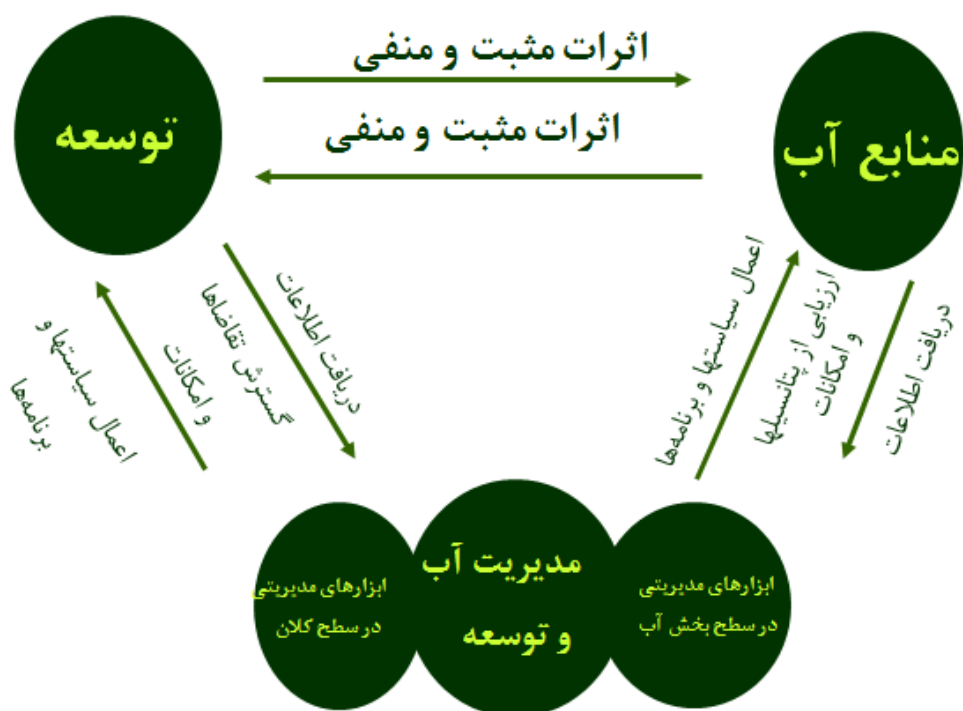 اثرات مثبت و منفی
اثرات مثبت و منفی
منابع آب
توسعه
اعمال سیاستها و برنامه‌ها
ارزیابی از پتانسیلها
و امکانات
دریافت اطلاعات
دریافت اطلاعات
گسترش تقاضاها
و امکانات
اعمال سیاستها و
برنامه‌ها
ابزارهای مدیریتی
در سطح بخش آب
مدیریت آب
و توسعه
ابزارهای مدیریتی
در سطح کلان